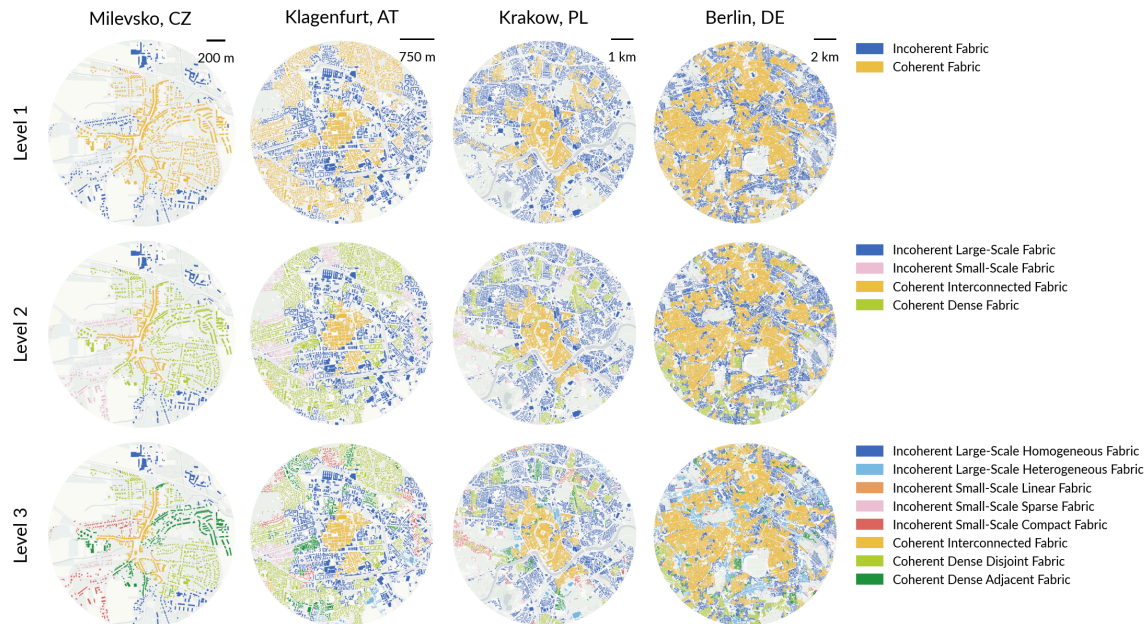 Milevsko, CZ
Klagenfurt, AT
Krakow, PL
Berlin, DE
200 m
750 m
1 km
2 km
Level 1
Incoherent Fabric
Coherent Fabric
Level 2
Incoherent Large-Scale Fabric
Incoherent Small-Scale Fabric
Coherent Interconnected Fabric
Coherent Dense Fabric
Level 3
Incoherent Large-Scale Homogeneous Fabric
Incoherent Large-Scale Heterogeneous Fabric
Incoherent Small-Scale Linear Fabric
Incoherent Small-Scale Sparse Fabric
Incoherent Small-Scale Compact Fabric
Coherent Interconnected Fabric
Coherent Dense Disjoint Fabric
Coherent Dense Adjacent Fabric